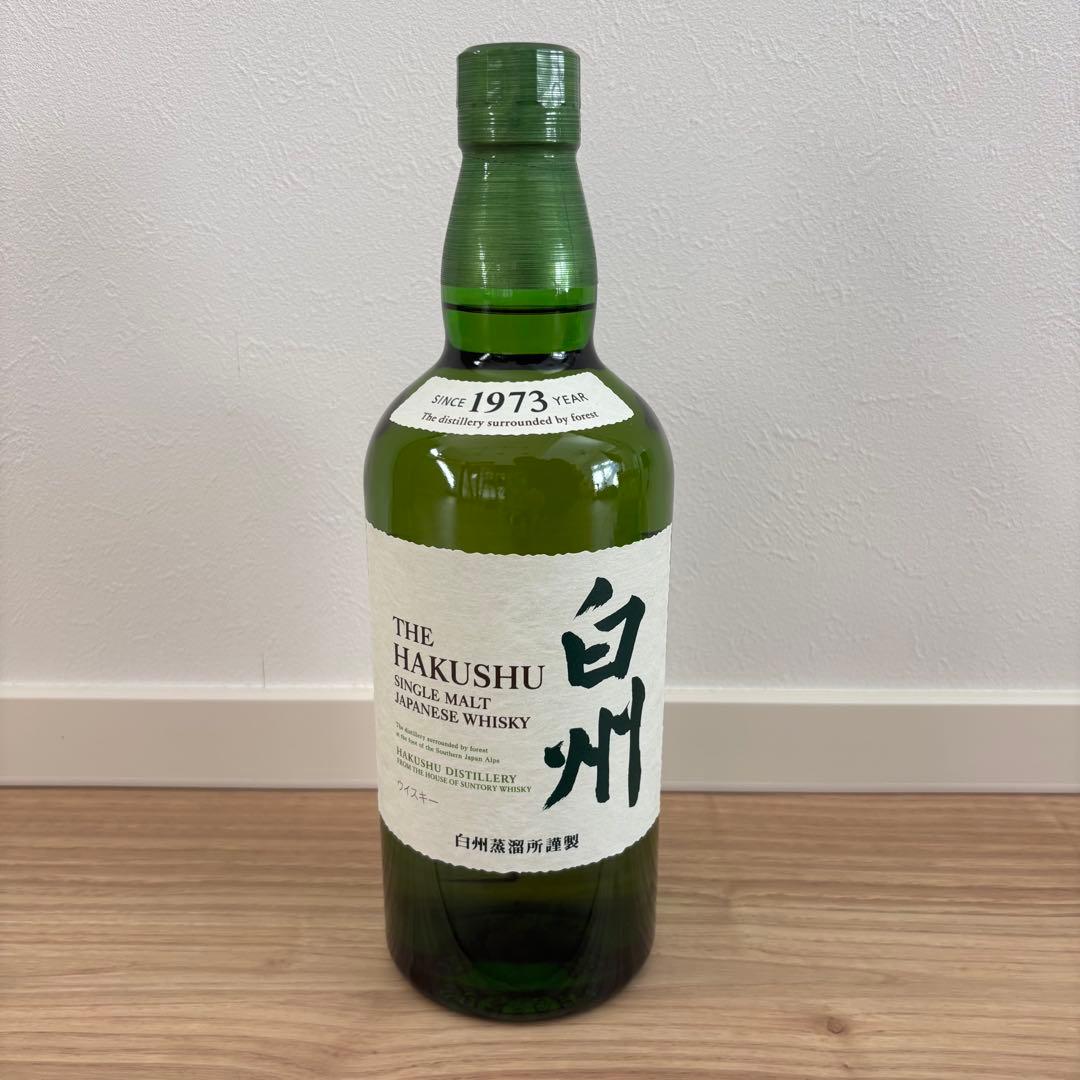 SINCE 1973 YEAR
The distillery surrounded by forest
THE
HAKUSHU
SINGLE MALT
JAPANESE WHISKY
白州
The distillery surrounded by forest
at the foot of the Southern Japan Alps
HAKUSHU DISTILLERY
FROM THE HOUSE OF SUNTORY WHISKY
ウイスキー
白州蒸溜所謹製